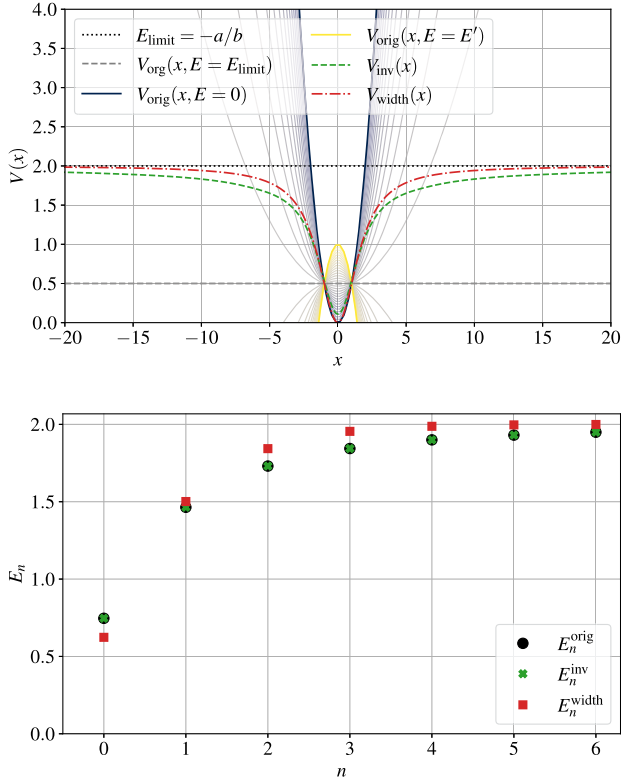 4.0
3.5
3.0
2.5
2.0
1.5
1.0
0.5
0.0
V(x)
E_limit = −a/b
V_org(x, E = E_limit)
V_orig(x, E = 0)
V_orig(x, E = E′)
V_inv(x)
V_width(x)
−20 −15 −10 −5 0 5 10 15 20
x
2.0
1.5
1.0
0.5
0.0
E_n
E_n^orig
E_n^inv
E_n^width
0 1 2 3 4 5 6
n